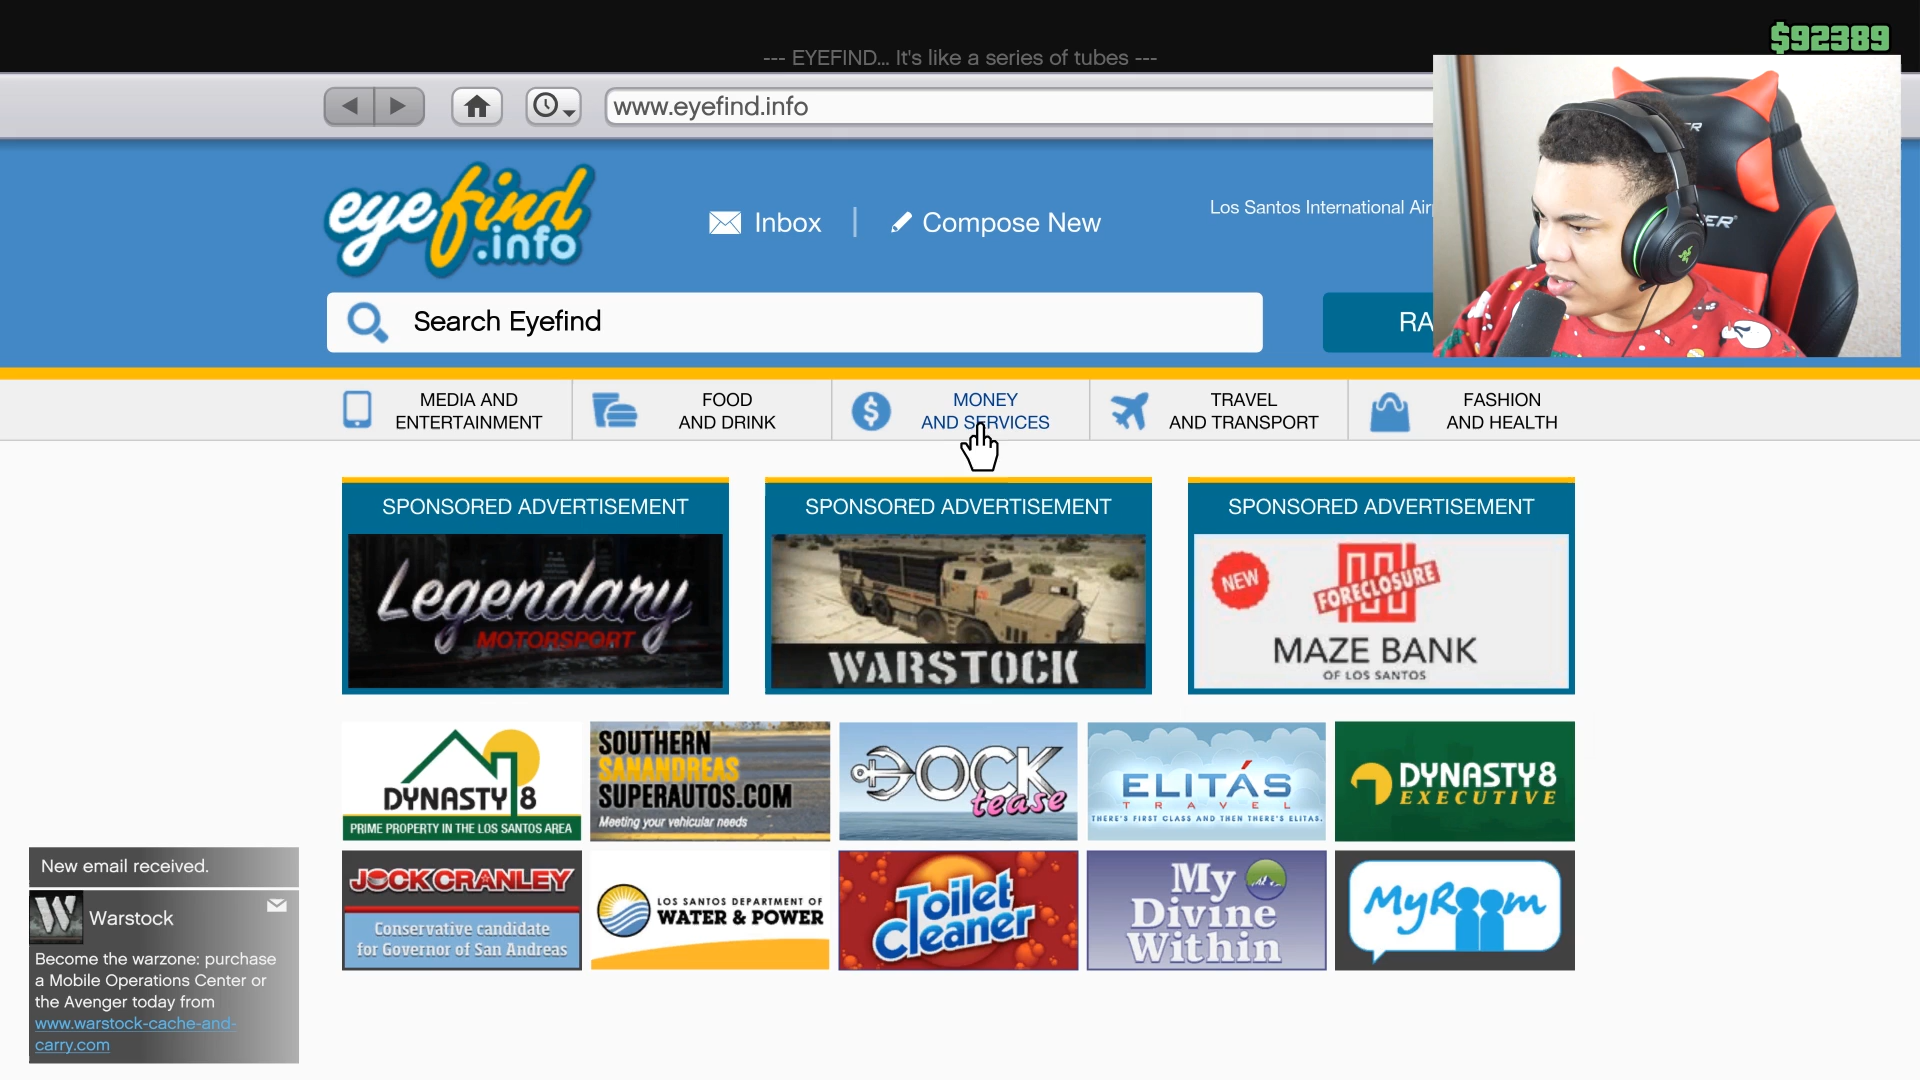 $92389
--- EYEFIND... It's like a series of tubes ---
www.eyefind.info
eyefind
.info
Inbox
Compose New
Los Santos International Air
Search Eyefind
RA
MEDIA AND
ENTERTAINMENT
FOOD
AND DRINK
MONEY
AND SERVICES
TRAVEL
AND TRANSPORT
FASHION
AND HEALTH
SPONSORED ADVERTISEMENT
Legendary
MOTORSPORT
SPONSORED ADVERTISEMENT
WARSTOCK
SPONSORED ADVERTISEMENT
NEW
FORECLOSURE
MAZE BANK
OF LOS SANTOS
DYNASTY 8
PRIME PROPERTY IN THE LOS SANTOS AREA
SOUTHERN
SANANDREAS
SUPERAUTOS.COM
Meeting your vehicular needs
DOCK
tease
ELITÁS
TRAVEL
THERE'S FIRST CLASS AND THEN THERE'S ELITAS.
DYNASTY 8
EXECUTIVE
JOCK CRANLEY
Conservative candidate
for Governor of San Andreas
LOS SANTOS DEPARTMENT OF
WATER & POWER
Toilet
Cleaner
My
Divine
Within
MyRoom
New email received.
Warstock
Become the warzone: purchase
a Mobile Operations Center or
the Avenger today from
www.warstock-cache-and-
carry.com